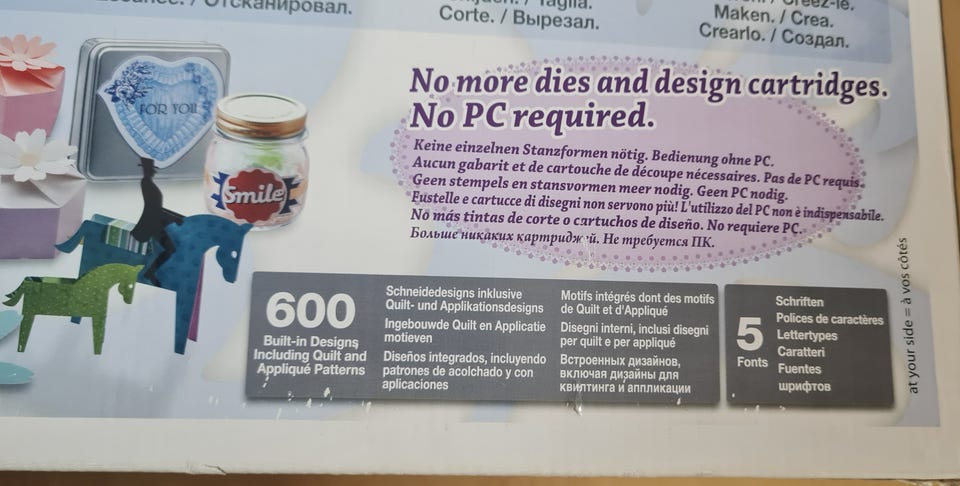 / Отсканировал.
/ Taglia.
Corte. / Вырезал.
Maken. / Crea.
Crearlo. / Создал.
FOR YOU
Smile
No more dies and design cartridges.
No PC required.
Keine einzelnen Stanzformen nötig. Bedienung ohne PC.
Aucun gabarit et de cartouche de découpe nécessaires. Pas de PC requis.
Geen stempels en stansvormen meer nodig. Geen PC nodig.
Fustelle e cartucce di disegni non servono più! L'utilizzo del PC non è indispensabile.
No más tintas de corte o cartuchos de diseño. No requiere PC.
Больше никаких картриджей. Не требуется ПК.
600
Built-in Designs
Including Quilt and
Appliqué Patterns
Schneidedesigns inklusive
Quilt- und Applikationsdesigns
Ingebouwde Quilt en Applicatie
motieven
Diseños integrados, incluyendo
patrones de acolchado y con
aplicaciones
Motifs intégrés dont des motifs
de Quilt et d'Appliqué
Disegni interni, inclusi disegni
per quilt e per appliqué
Встроенных дизайнов,
включая дизайны для
квилтинга и аппликации
5
Fonts
Schriften
Polices de caractères
Lettertypes
Caratteri
Fuentes
шрифтов
at your side = à vos côtés